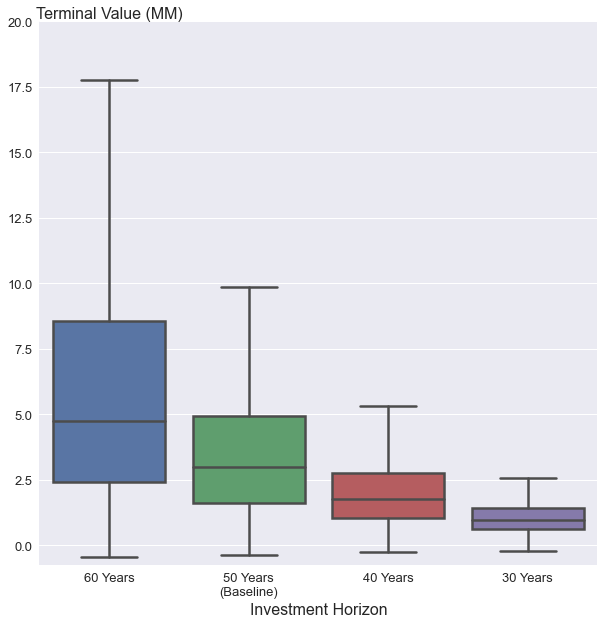 Terminal Value (MM)
20.0
17.5
15.0
12.5
10.0
7.5
5.0
2.5
0.0
60 Years
50 Years
(Baseline)
40 Years
30 Years
Investment Horizon